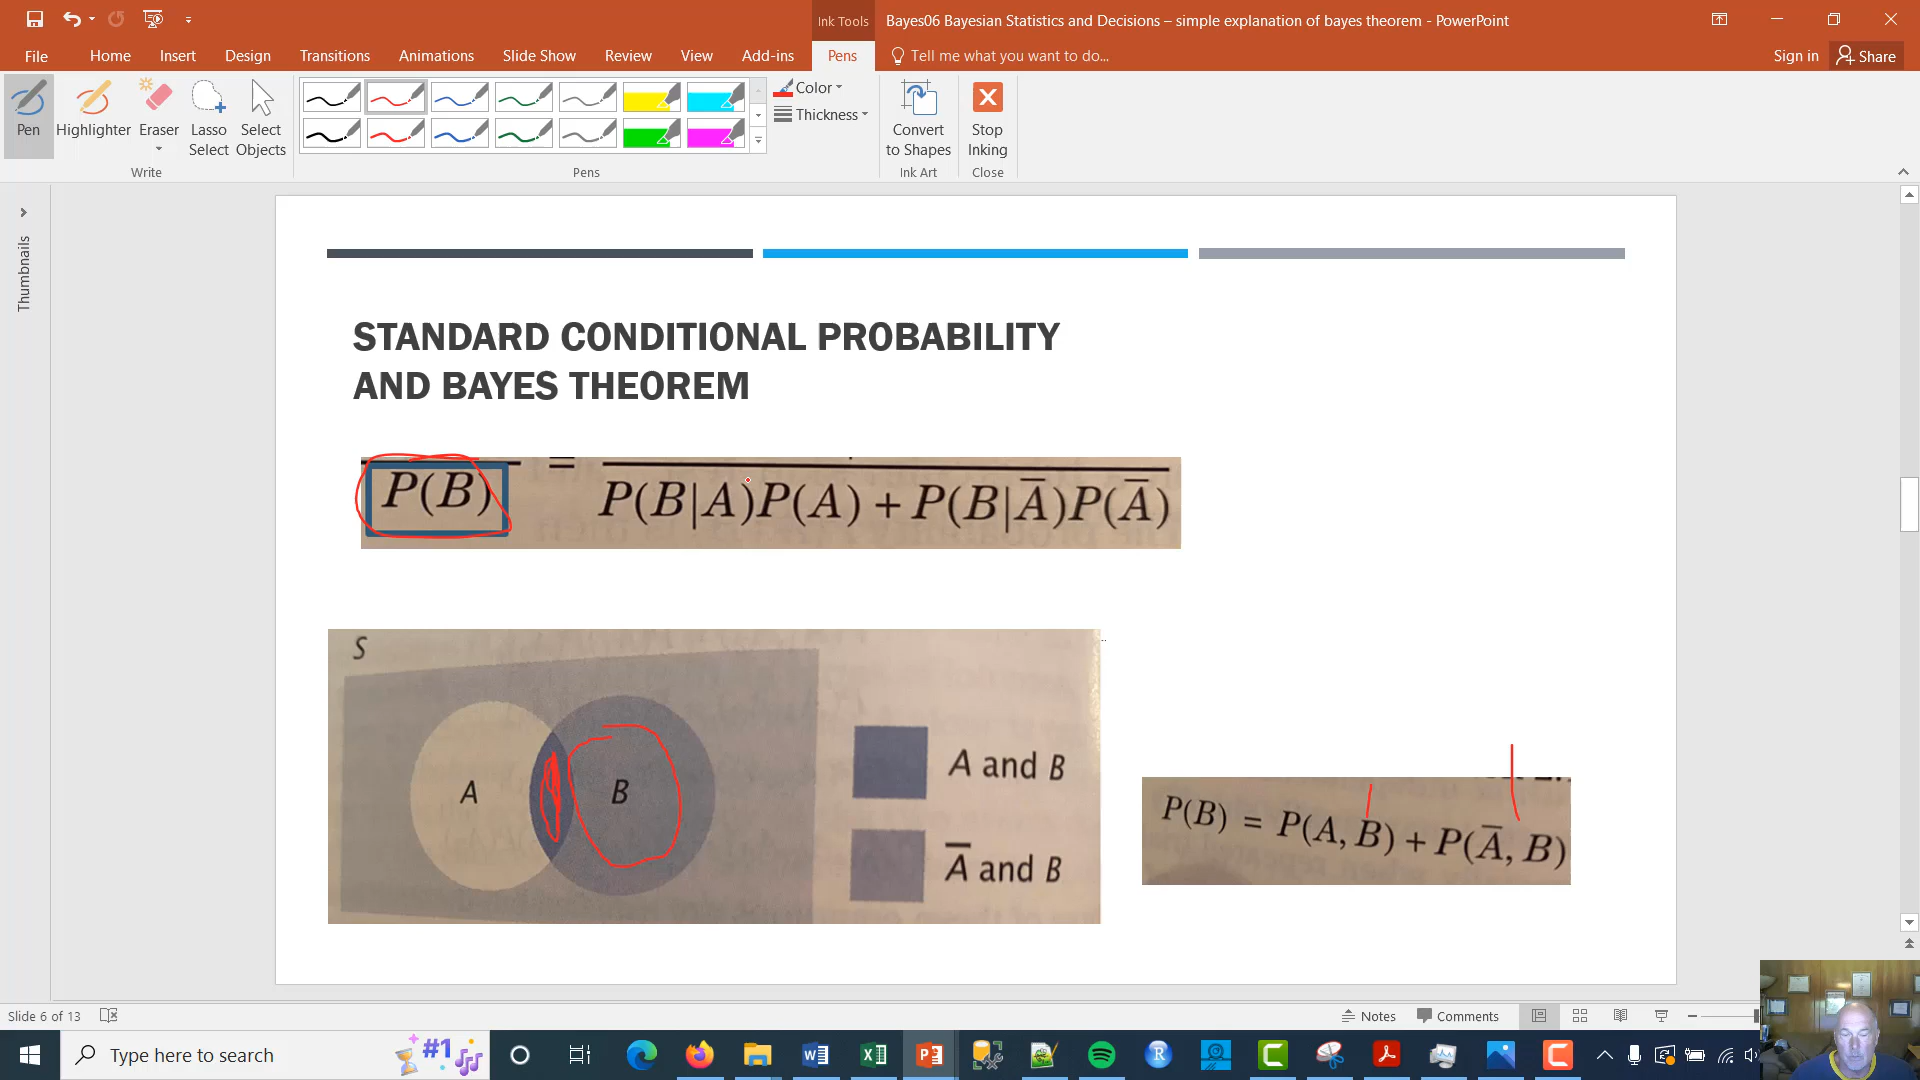 Ink Tools
Bayes06 Bayesian Statistics and Decisions – simple explanation of bayes theorem - PowerPoint
File Home Insert Design Transitions Animations Slide Show Review View Add-ins Pens Tell me what you want to do... Sign in Share
Pen Highlighter Eraser Lasso Select Select Objects
Color
Thickness
Convert to Shapes
Stop Inking
Write Pens Ink Art Close
Thumbnails
STANDARD CONDITIONAL PROBABILITY
AND BAYES THEOREM
P(B) = P(B|A)P(A) + P(B|A̅)P(A̅)
S
A
B
A and B
A̅ and B
P(B) = P(A, B) + P(A̅, B)
Slide 6 of 13
Notes Comments
Type here to search
#1